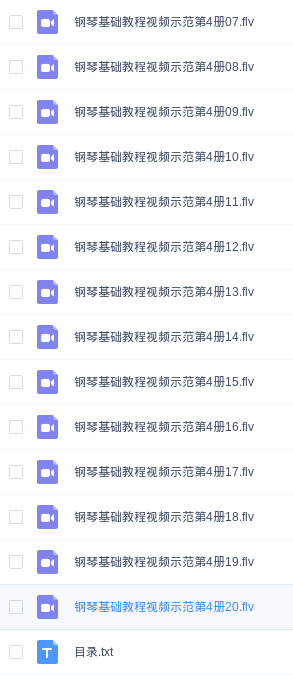 钢琴基础教程视频示范第4册07.flv
钢琴基础教程视频示范第4册08.flv
钢琴基础教程视频示范第4册09.flv
钢琴基础教程视频示范第4册10.flv
钢琴基础教程视频示范第4册11.flv
钢琴基础教程视频示范第4册12.flv
钢琴基础教程视频示范第4册13.flv
钢琴基础教程视频示范第4册14.flv
钢琴基础教程视频示范第4册15.flv
钢琴基础教程视频示范第4册16.flv
钢琴基础教程视频示范第4册17.flv
钢琴基础教程视频示范第4册18.flv
钢琴基础教程视频示范第4册19.flv
钢琴基础教程视频示范第4册20.flv
目录.txt